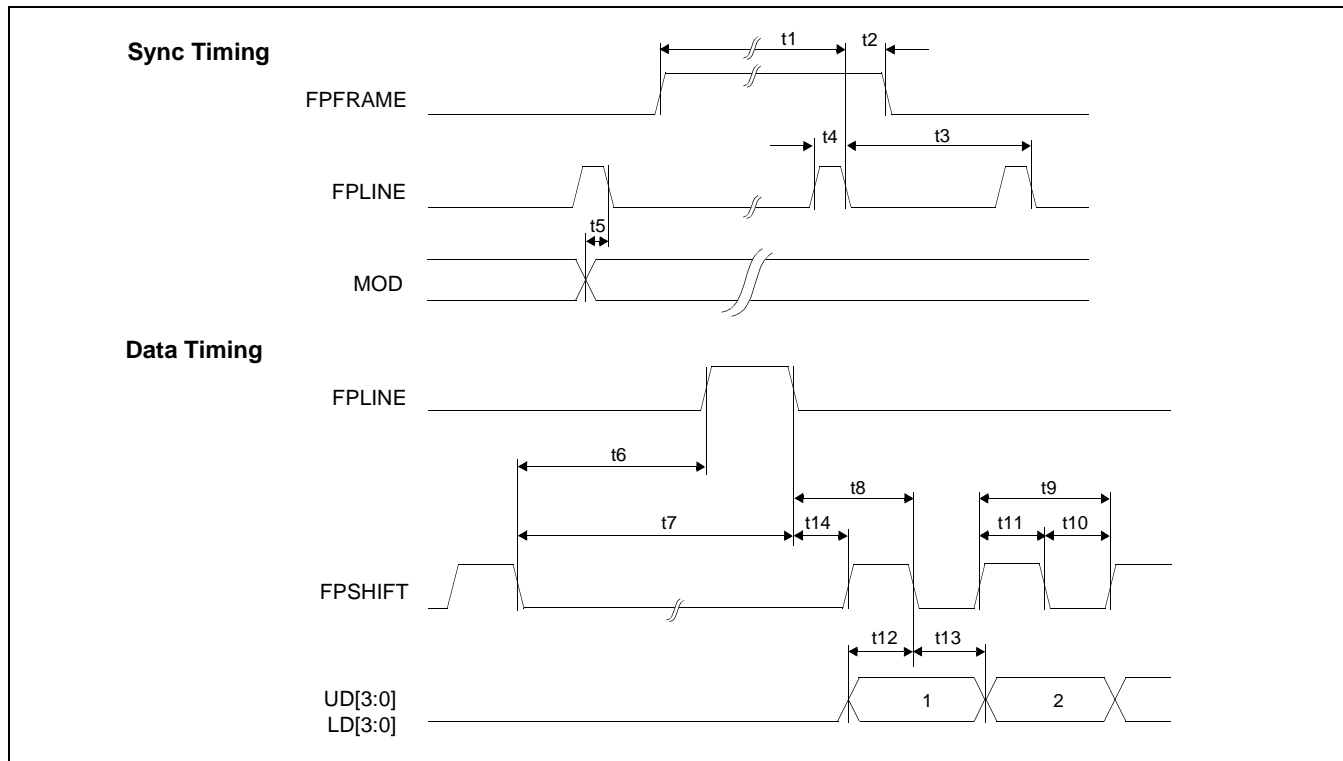 Sync Timing
t1
t2
FPFRAME
t4
t3
FPLINE
t5
MOD
Data Timing
FPLINE
t6
t8
t9
t7
t14
t11
t10
FPSHIFT
t12
t13
UD[3:0]
1
2
LD[3:0]